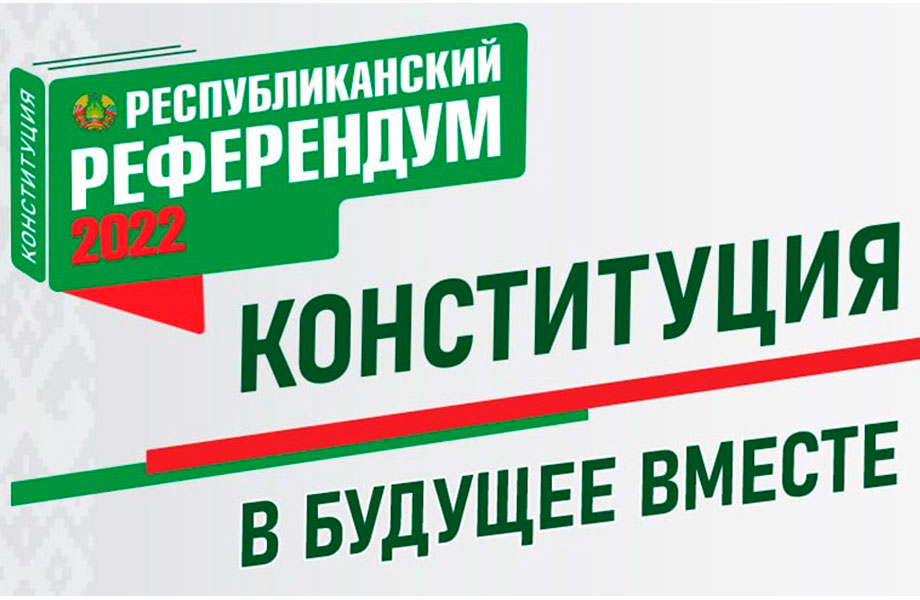 КОНСТИТУЦИЯ
РЕСПУБЛИКАНСКИЙ
РЕФЕРЕНДУМ
2022
КОНСТИТУЦИЯ
В БУДУЩЕЕ ВМЕСТЕ